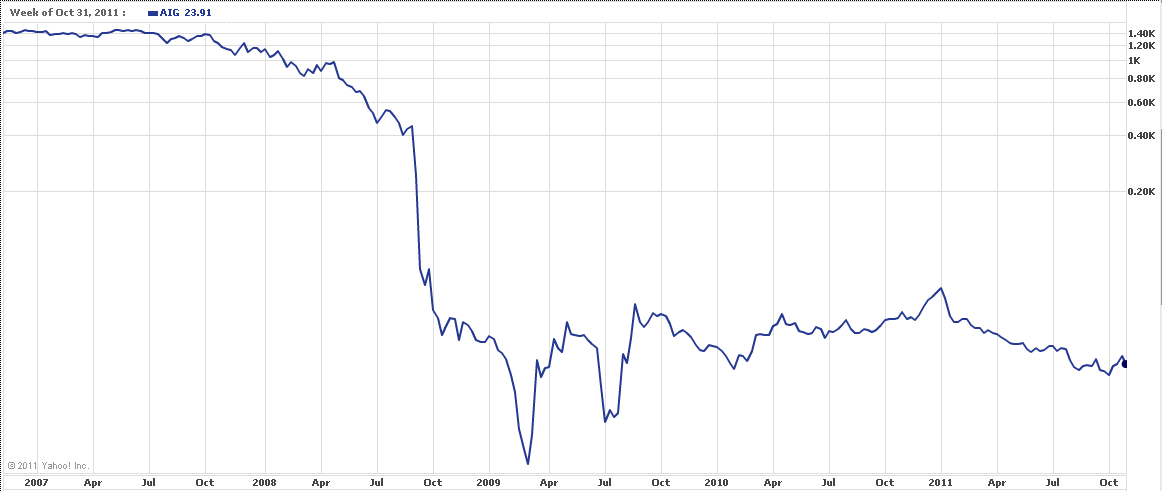 Week of Oct 31, 2011 : AIG 23.91
1.40K
1.20K
1K
0.80K
0.60K
0.40K
0.20K
© 2011 Yahoo! Inc.
2007 Apr Jul Oct 2008 Apr Jul Oct 2009 Apr Jul Oct 2010 Apr Jul Oct 2011 Apr Jul Oct